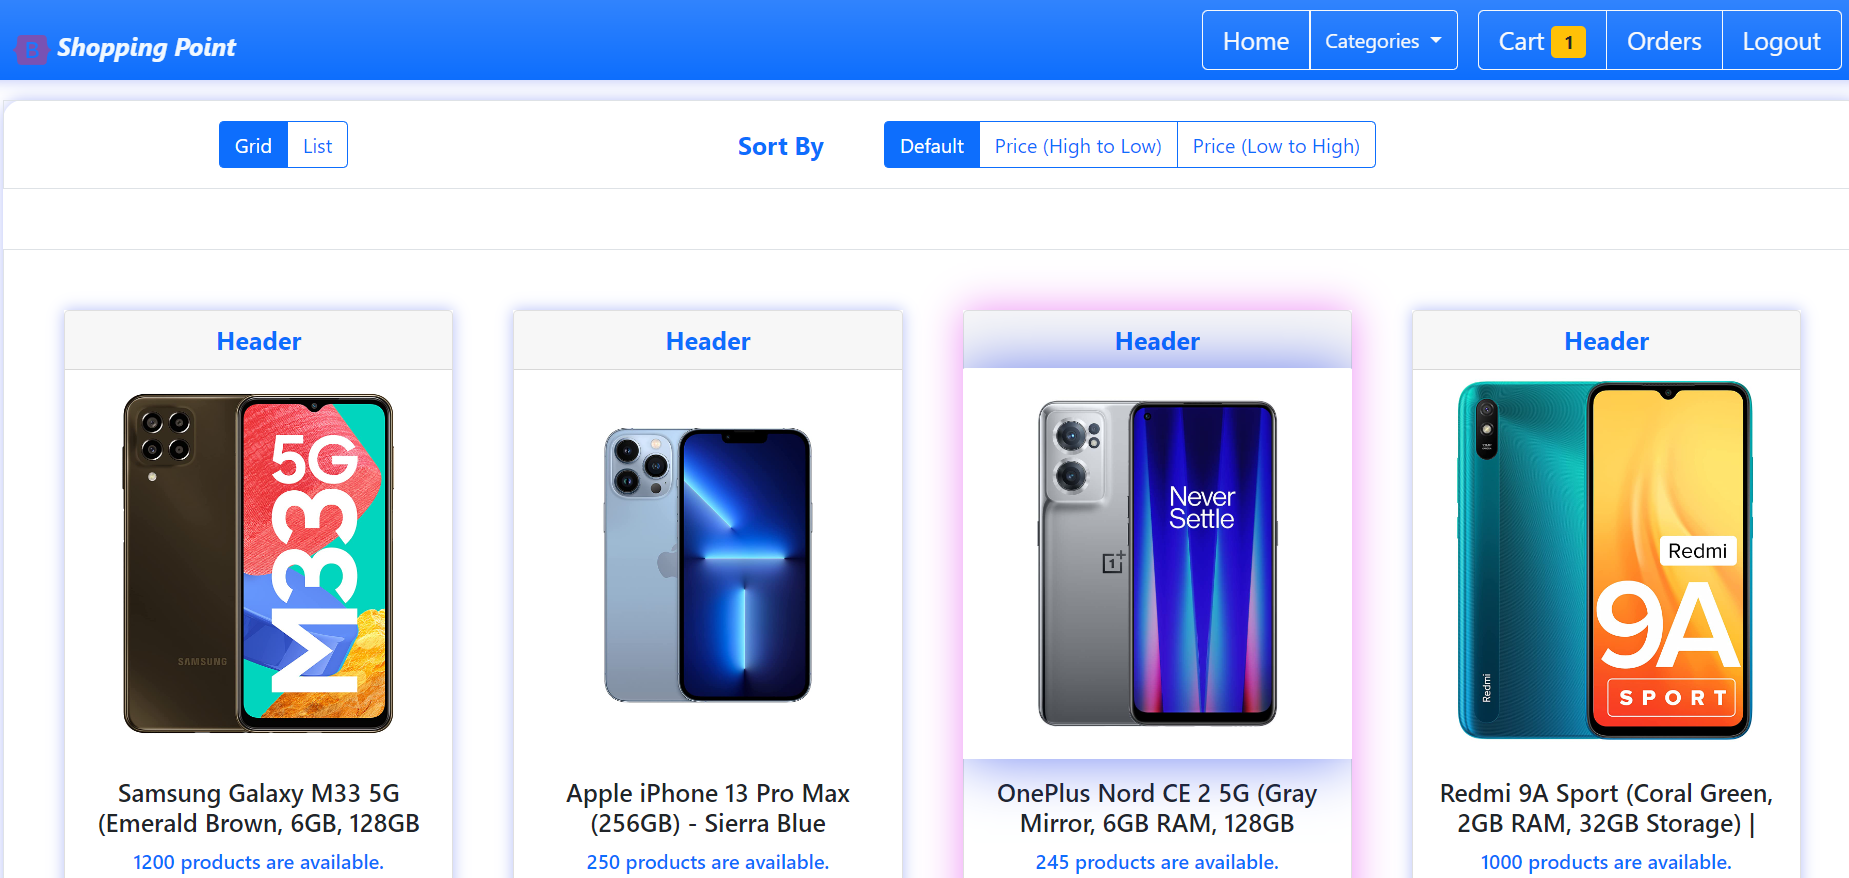 B Shopping Point
Home
Categories
Cart 1
Orders
Logout
Grid
List
Sort By
Default
Price (High to Low)
Price (Low to High)
Header
5G
M33
SAMSUNG
Samsung Galaxy M33 5G
(Emerald Brown, 6GB, 128GB
1200 products are available.
Header
Apple iPhone 13 Pro Max
(256GB) - Sierra Blue
250 products are available.
Header
Never
Settle
1+
OnePlus Nord CE 2 5G (Gray
Mirror, 6GB RAM, 128GB
245 products are available.
Header
Redmi
9A
SPORT
Redmi
Redmi 9A Sport (Coral Green,
2GB RAM, 32GB Storage) |
1000 products are available.